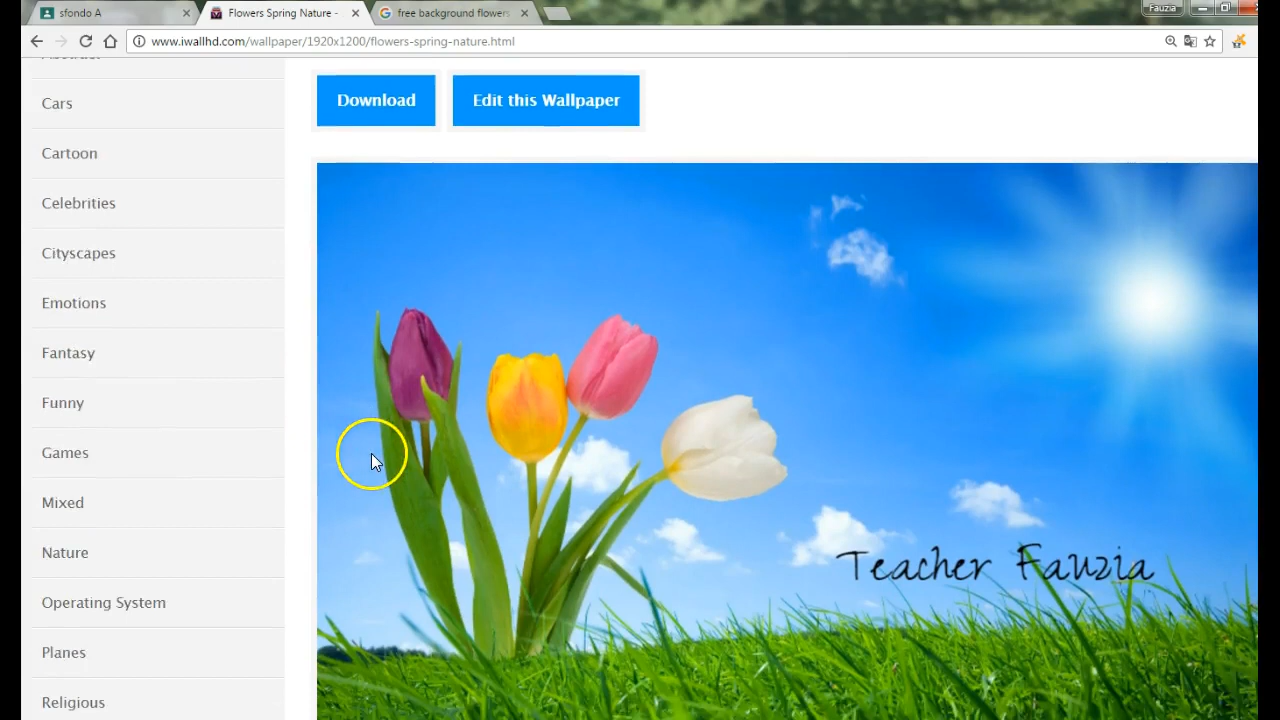 sfondo A
Flowers Spring Nature -
free background flowers
Fauzia
www.iwallhd.com/wallpaper/1920x1200/flowers-spring-nature.html
Abstract
Download
Edit this Wallpaper
Cars
Cartoon
Celebrities
Cityscapes
Emotions
Fantasy
Funny
Games
Mixed
Nature
Operating System
Planes
Religious
Teacher Fauzia